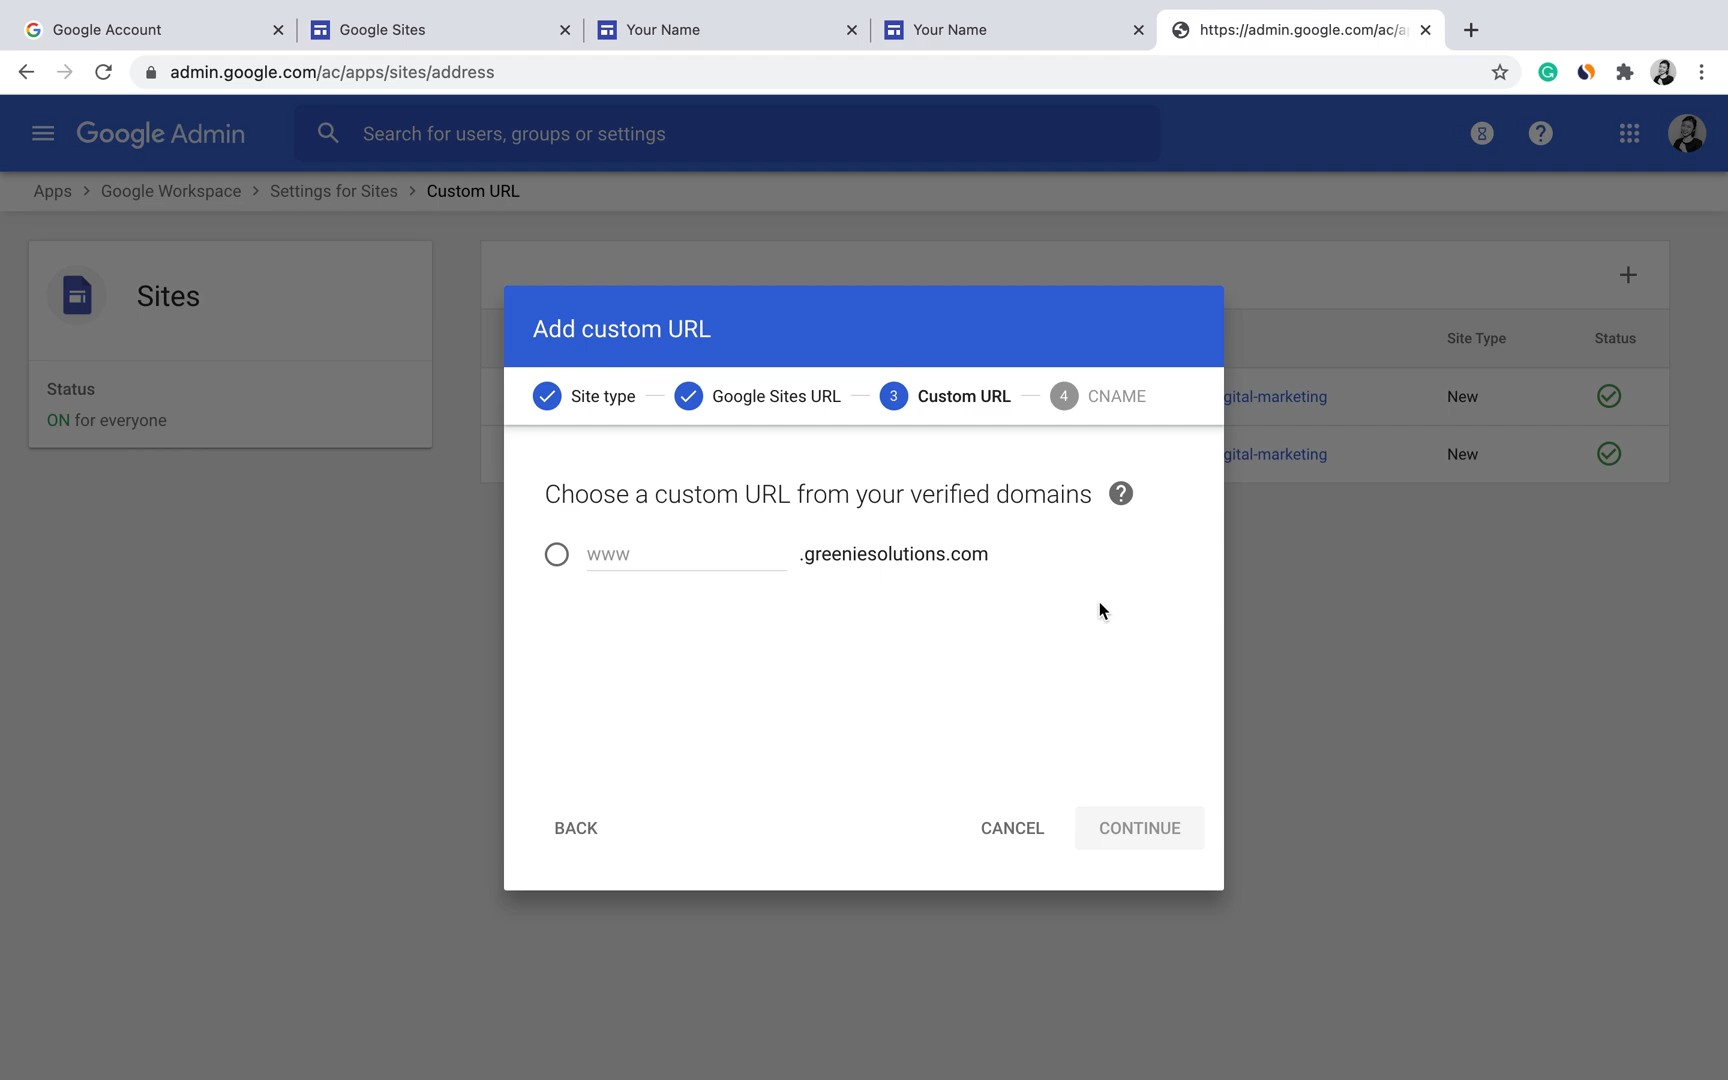 Google Account
Google Sites
Your Name
Your Name
https://admin.google.com/ac/a
admin.google.com/ac/apps/sites/address
Google Admin
Search for users, groups or settings
Apps > Google Workspace > Settings for Sites > Custom URL
Sites
Status
ON for everyone
Site Type
Status
gital-marketing
New
gital-marketing
New
Add custom URL
Site type
Google Sites URL
3 Custom URL
4 CNAME
Choose a custom URL from your verified domains
www .greeniesolutions.com
BACK
CANCEL
CONTINUE